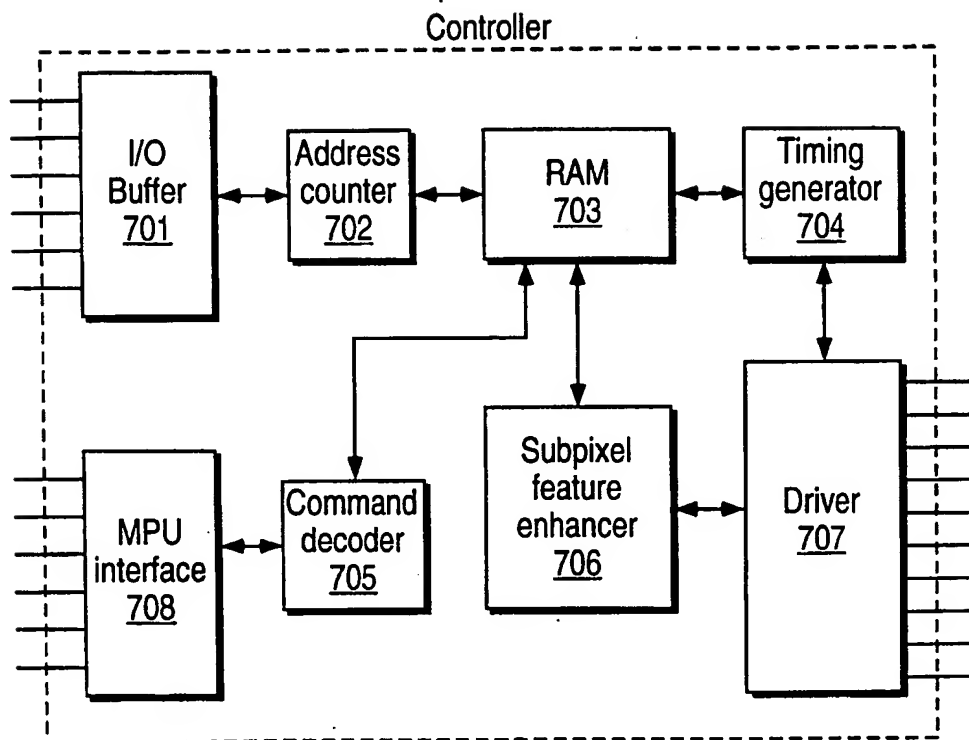 Controller
I/O
Buffer
701
Address
counter
702
RAM
703
Timing
generator
704
MPU
interface
708
Command
decoder
705
Subpixel
feature
enhancer
706
Driver
707